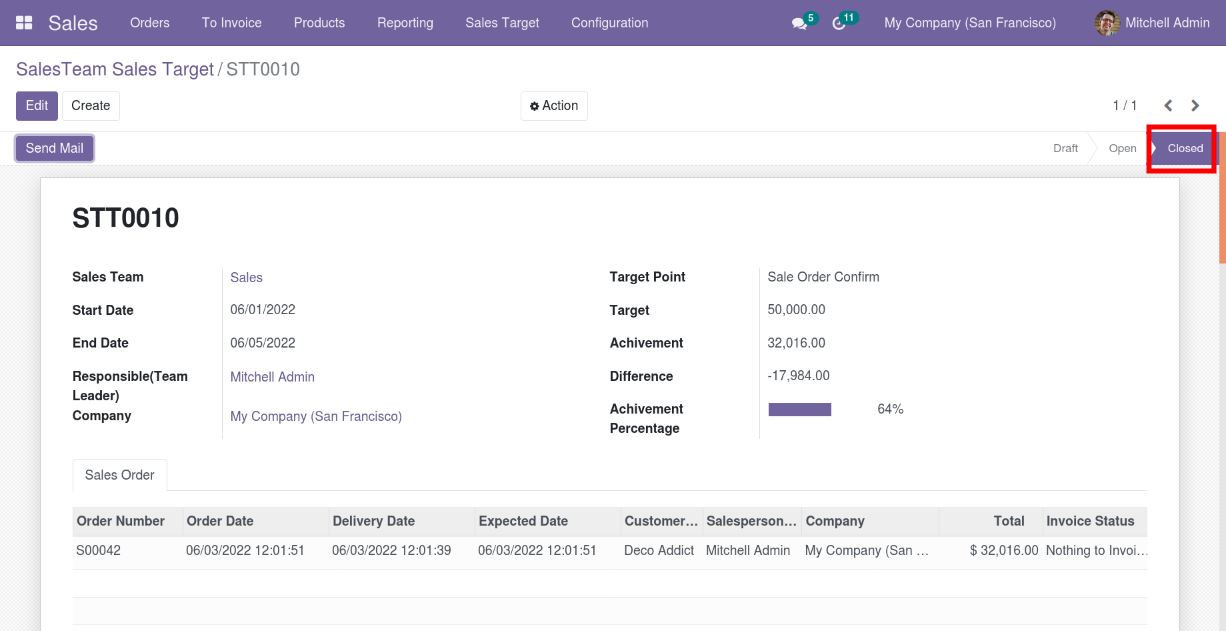 Sales Orders To Invoice Products Reporting Sales Target Configuration 5 11 My Company (San Francisco) Mitchell Admin
SalesTeam Sales Target / STT0010
Edit Create Action 1 / 1
Send Mail Draft Open Closed
STT0010
Sales Team Sales Target Point Sale Order Confirm
Start Date 06/01/2022 Target 50,000.00
End Date 06/05/2022 Achivement 32,016.00
Responsible(Team Mitchell Admin Difference -17,984.00
Leader)
Company My Company (San Francisco) Achivement 64%
Percentage
Sales Order
Order Number Order Date Delivery Date Expected Date Customer... Salesperson... Company Total Invoice Status
S00042 06/03/2022 12:01:51 06/03/2022 12:01:39 06/03/2022 12:01:51 Deco Addict Mitchell Admin My Company (San ... $ 32,016.00 Nothing to Invoi...